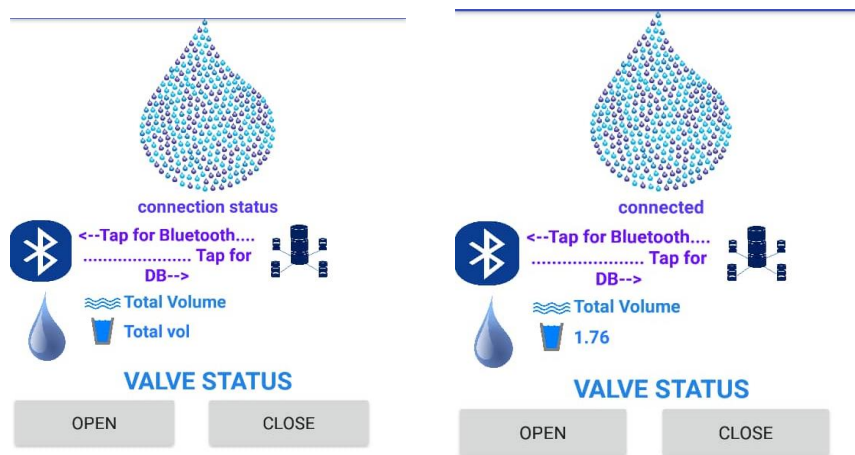 connection status
<--Tap for Bluetooth....
...................... Tap for
DB-->
Total Volume
Total vol
VALVE STATUS
OPEN
CLOSE
connected
<--Tap for Bluetooth....
...................... Tap for
DB-->
Total Volume
1.76
VALVE STATUS
OPEN
CLOSE